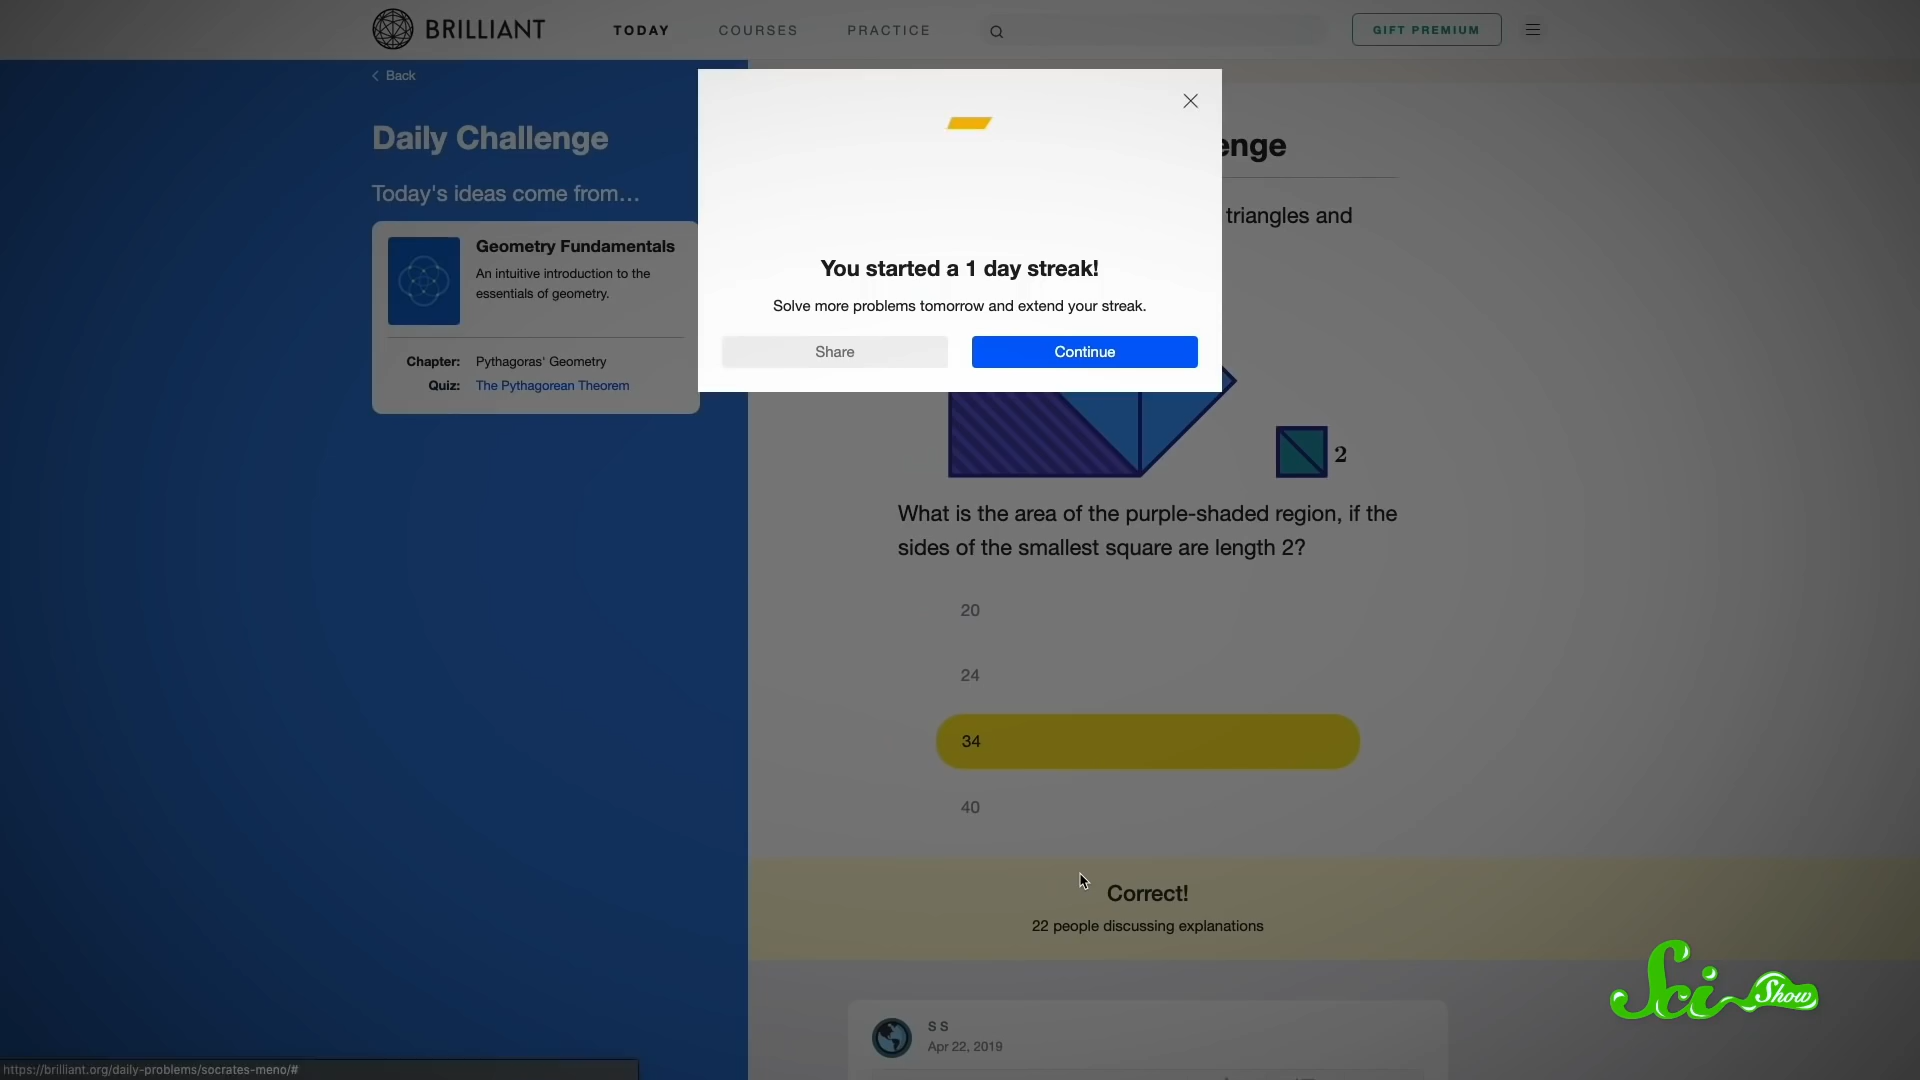 BRILLIANT
TODAY
COURSES
PRACTICE
GIFT PREMIUM
Back
Daily Challenge
Today's ideas come from...
Geometry Fundamentals
An intuitive introduction to the
essentials of geometry.
Chapter: Pythagoras' Geometry
Quiz: The Pythagorean Theorem
You started a 1 day streak!
Solve more problems tomorrow and extend your streak.
Share
Continue
enge
triangles and
2
What is the area of the purple-shaded region, if the
sides of the smallest square are length 2?
20
24
34
40
Correct!
22 people discussing explanations
S S
Apr 22, 2019
SciShow
https://brilliant.org/daily-problems/socrates-meno/#